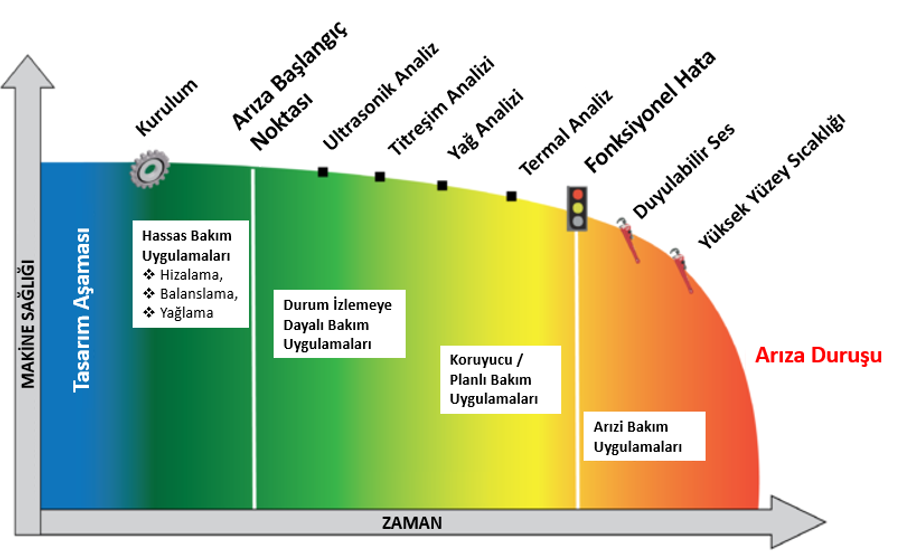 Kurulum
Arıza Başlangıç
Noktası
Ultrasonik Analiz
Titreşim Analizi
Yağ Analizi
Termal Analiz
Fonksiyonel Hata
Duyulabilir Ses
Yüksek Yüzey Sıcaklığı
MAKİNE SAĞLIĞI
Tasarım Aşaması
Hassas Bakım
Uygulamaları
❖ Hizalama,
❖ Balanslama,
❖ Yağlama
Durum İzlemeye
Dayalı Bakım
Uygulamaları
Koruyucu /
Planlı Bakım
Uygulamaları
Arızi Bakım
Uygulamaları
Arıza Duruşu
ZAMAN